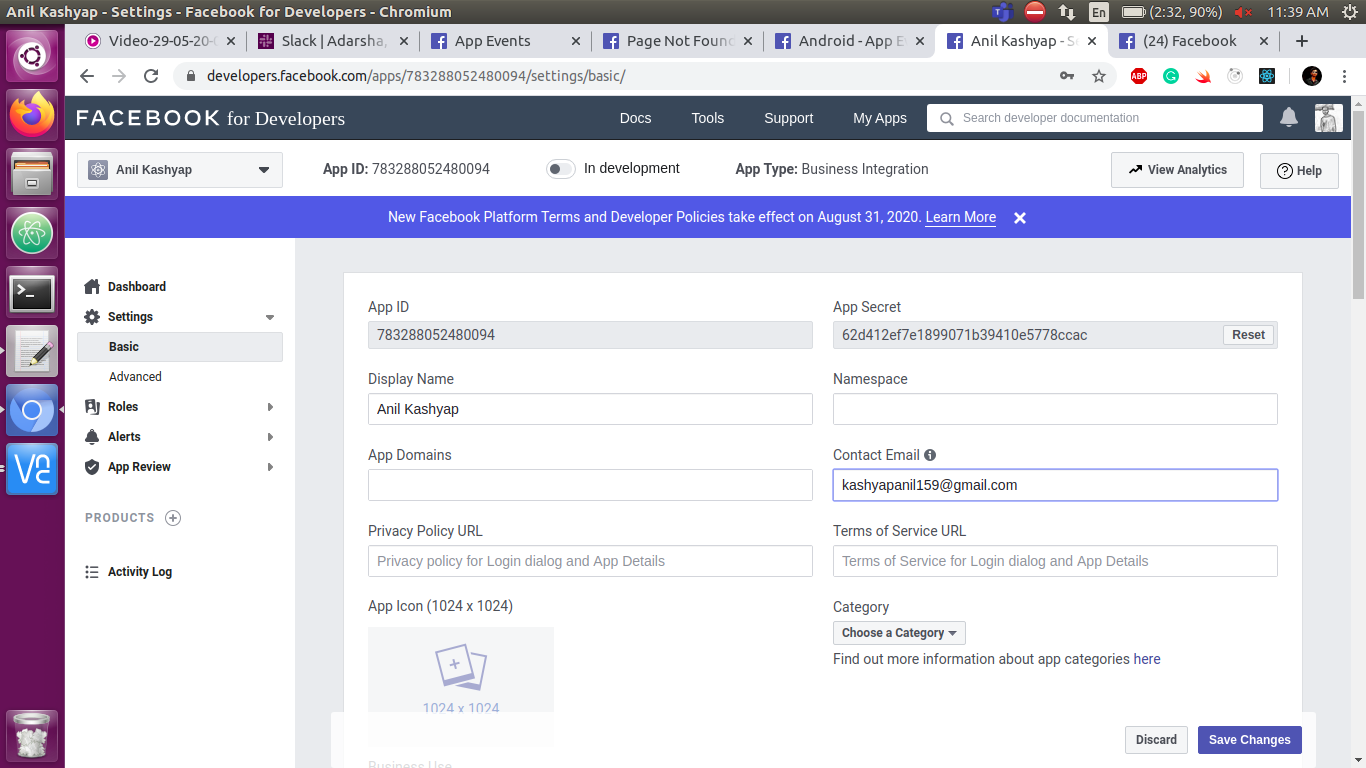 Anil Kashyap - Settings - Facebook for Developers - Chromium
En (2:32, 90%) 11:39 AM
Video-29-05-20-
Slack | Adarsha,
App Events
Page Not Foun
Android - App E
Anil Kashyap - S
(24) Facebook
developers.facebook.com/apps/783288052480094/settings/basic/
ABP
FACEBOOK for Developers
Docs
Tools
Support
My Apps
Search developer documentation
Anil Kashyap
App ID: 783288052480094
In development
App Type: Business Integration
View Analytics
Help
New Facebook Platform Terms and Developer Policies take effect on August 31, 2020. Learn More
Dashboard
Settings
Basic
Advanced
Roles
Alerts
App Review
PRODUCTS
Activity Log
App ID
783288052480094
App Secret
62d412ef7e1899071b39410e5778ccac
Reset
Display Name
Anil Kashyap
Namespace
App Domains
Contact Email
kashyapanil159@gmail.com
Privacy Policy URL
Privacy policy for Login dialog and App Details
Terms of Service URL
Terms of Service for Login dialog and App Details
App Icon (1024 x 1024)
1024 x 1024
Category
Choose a Category
Find out more information about app categories here
Discard
Save Changes
Business Use